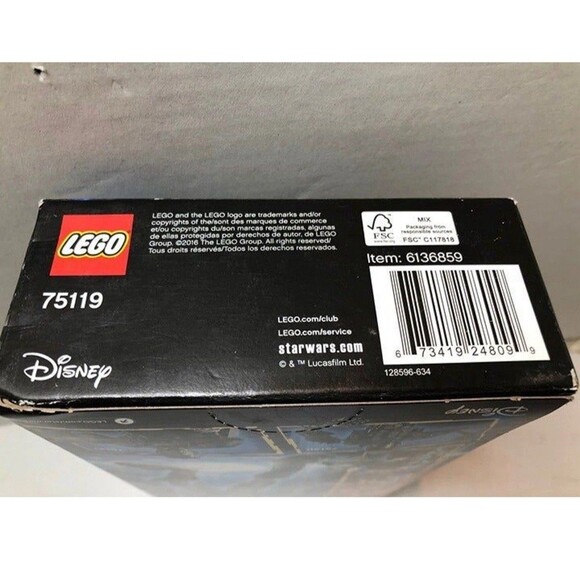 LEGO
75119
Disney
LEGO and the LEGO logo are trademarks and/or
copyrights of the/sont des marques de commerce
et/ou copyrights du/son marcas registradas, algunas
de ellas protegidas por derechos de autor, de LEGO
Group. ©2016 The LEGO Group. All rights reserved/
Tous droits réservés/Todos los derechos reservados.
LEGO.com/club
LEGO.com/service
starwars.com
© & ™ Lucasfilm Ltd.
FSC
MIX
Packaging from
responsible sources
FSC® C117818
Item: 6136859
6 73419 24809 9
128596-634
Disney